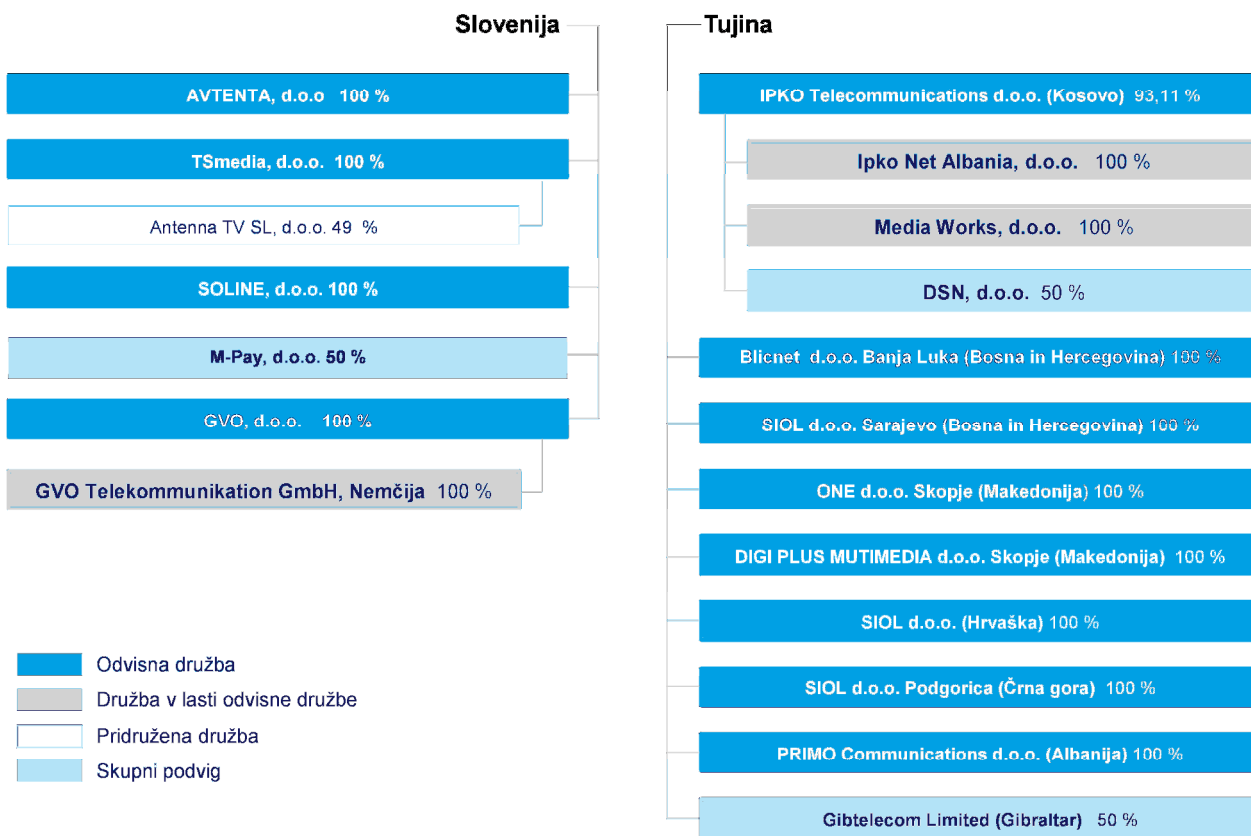 Slovenija
AVTENTA, d.o.o 100 %
TSmedia, d.o.o. 100 %
Antenna TV SL, d.o.o. 49 %
SOLINE, d.o.o. 100 %
M-Pay, d.o.o. 50 %
GVO, d.o.o. 100 %
GVO Telekommunikation GmbH, Nemčija 100 %
Odvisna družba
Družba v lasti odvisne družbe
Pridružena družba
Skupni podvig
Tujina
IPKO Telecommunications d.o.o. (Kosovo) 93,11 %
Ipko Net Albania, d.o.o. 100 %
Media Works, d.o.o. 100 %
DSN, d.o.o. 50 %
Blicnet d.o.o. Banja Luka (Bosna in Hercegovina) 100 %
SIOL d.o.o. Sarajevo (Bosna in Hercegovina) 100 %
ONE d.o.o. Skopje (Makedonija) 100 %
DIGI PLUS MUTIMEDIA d.o.o. Skopje (Makedonija) 100 %
SIOL d.o.o. (Hrvaška) 100 %
SIOL d.o.o. Podgorica (Črna gora) 100 %
PRIMO Communications d.o.o. (Albanija) 100 %
Gibtelecom Limited (Gibraltar) 50 %